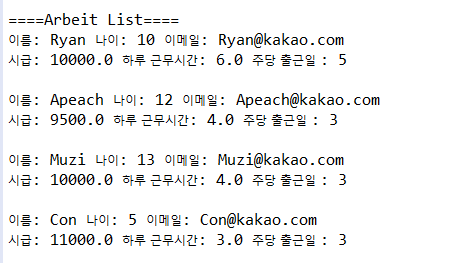 ====Arbeit List====
이름: Ryan 나이: 10 이메일: Ryan@kakao.com
시급: 10000.0 하루 근무시간: 6.0 주당 출근일 : 5
이름: Apeach 나이: 12 이메일: Apeach@kakao.com
시급: 9500.0 하루 근무시간: 4.0 주당 출근일 : 3
이름: Muzi 나이: 13 이메일: Muzi@kakao.com
시급: 10000.0 하루 근무시간: 4.0 주당 출근일 : 3
이름: Con 나이: 5 이메일: Con@kakao.com
시급: 11000.0 하루 근무시간: 3.0 주당 출근일 : 3